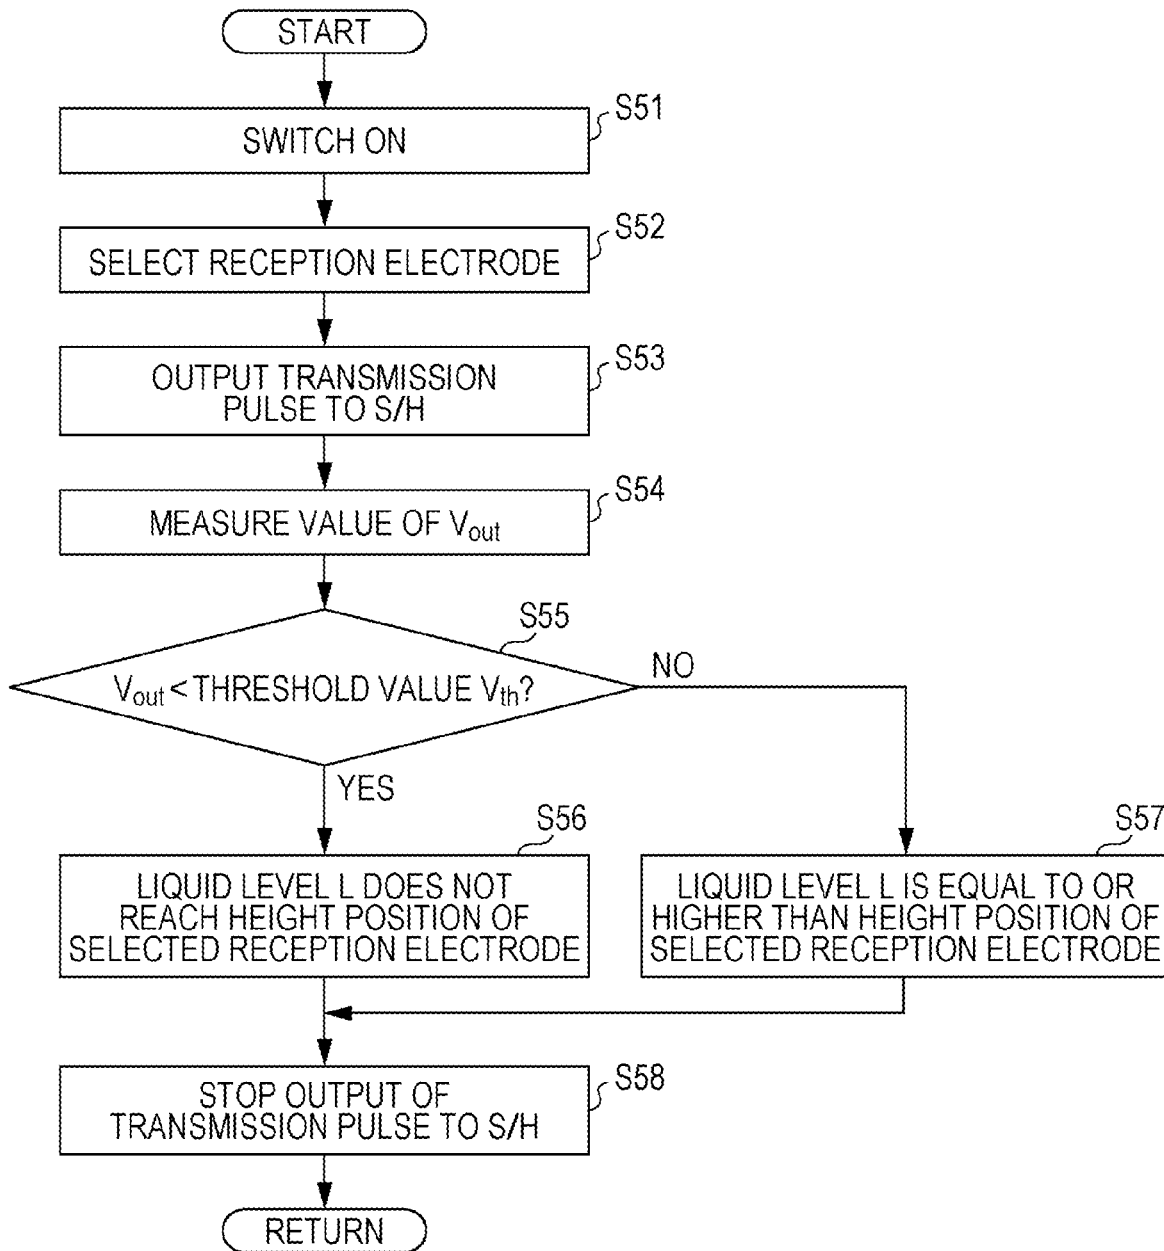 START
S51
SWITCH ON
S52
SELECT RECEPTION ELECTRODE
S53
OUTPUT TRANSMISSION
PULSE TO S/H
S54
MEASURE VALUE OF Vout
S55
Vout < THRESHOLD VALUE Vth?
NO
YES
S56
LIQUID LEVEL L DOES NOT
REACH HEIGHT POSITION OF
SELECTED RECEPTION ELECTRODE
S57
LIQUID LEVEL L IS EQUAL TO OR
HIGHER THAN HEIGHT POSITION OF
SELECTED RECEPTION ELECTRODE
S58
STOP OUTPUT OF
TRANSMISSION PULSE TO S/H
RETURN